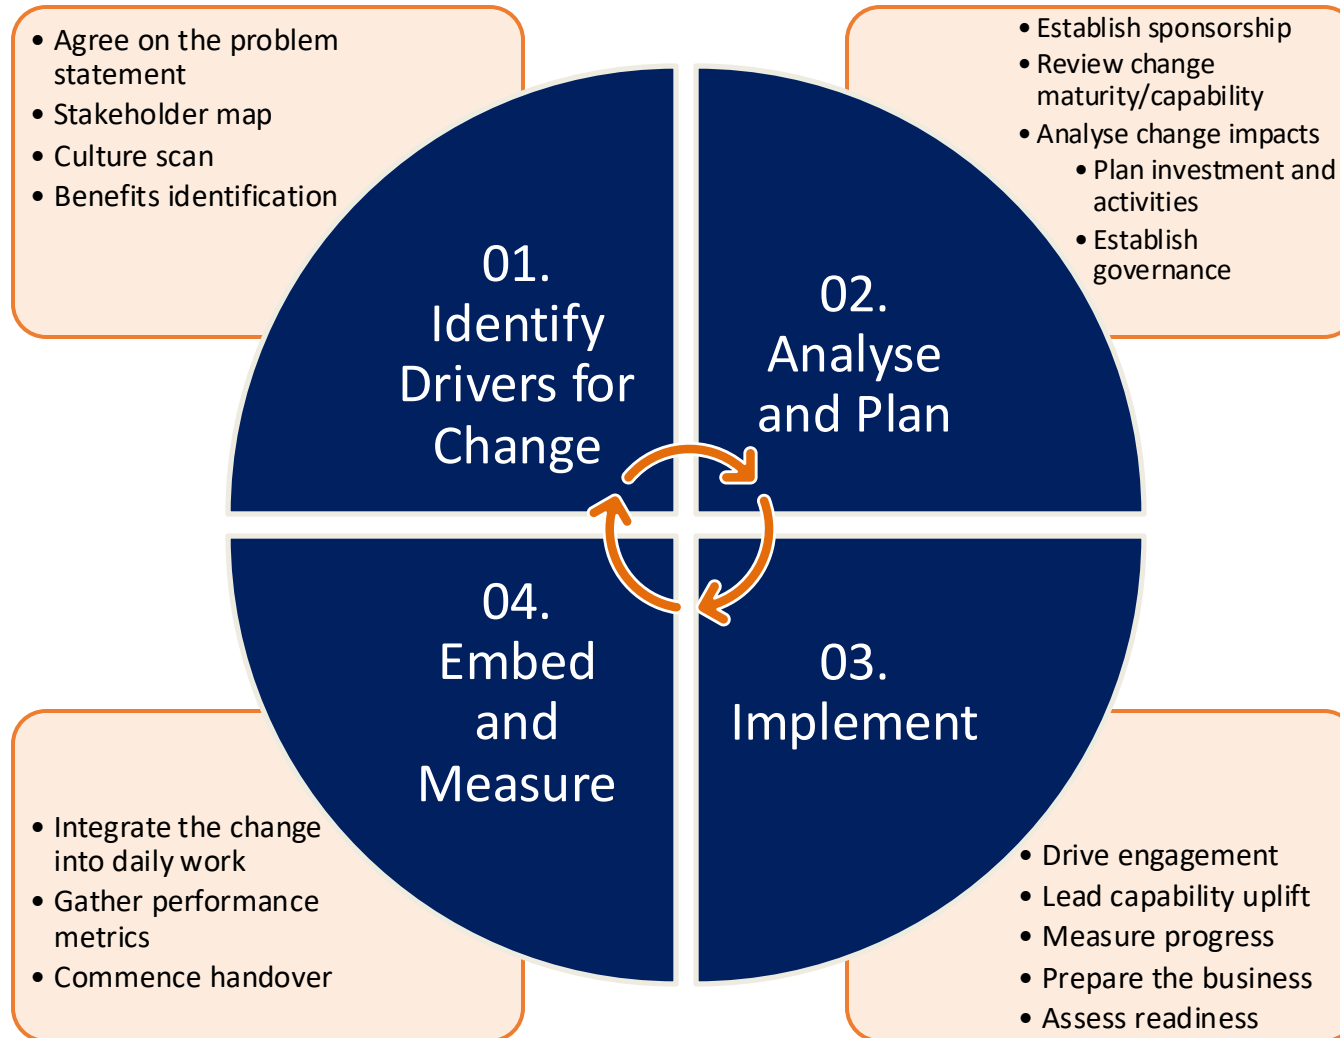 • Agree on the problem
statement
• Stakeholder map
• Culture scan
• Benefits identification
01.
Identify
Drivers for
Change
• Establish sponsorship
• Review change
maturity/capability
• Analyse change impacts
• Plan investment and
activities
• Establish
governance
02.
Analyse
and Plan
03.
Implement
• Drive engagement
• Lead capability uplift
• Measure progress
• Prepare the business
• Assess readiness
04.
Embed
and
Measure
• Integrate the change
into daily work
• Gather performance
metrics
• Commence handover